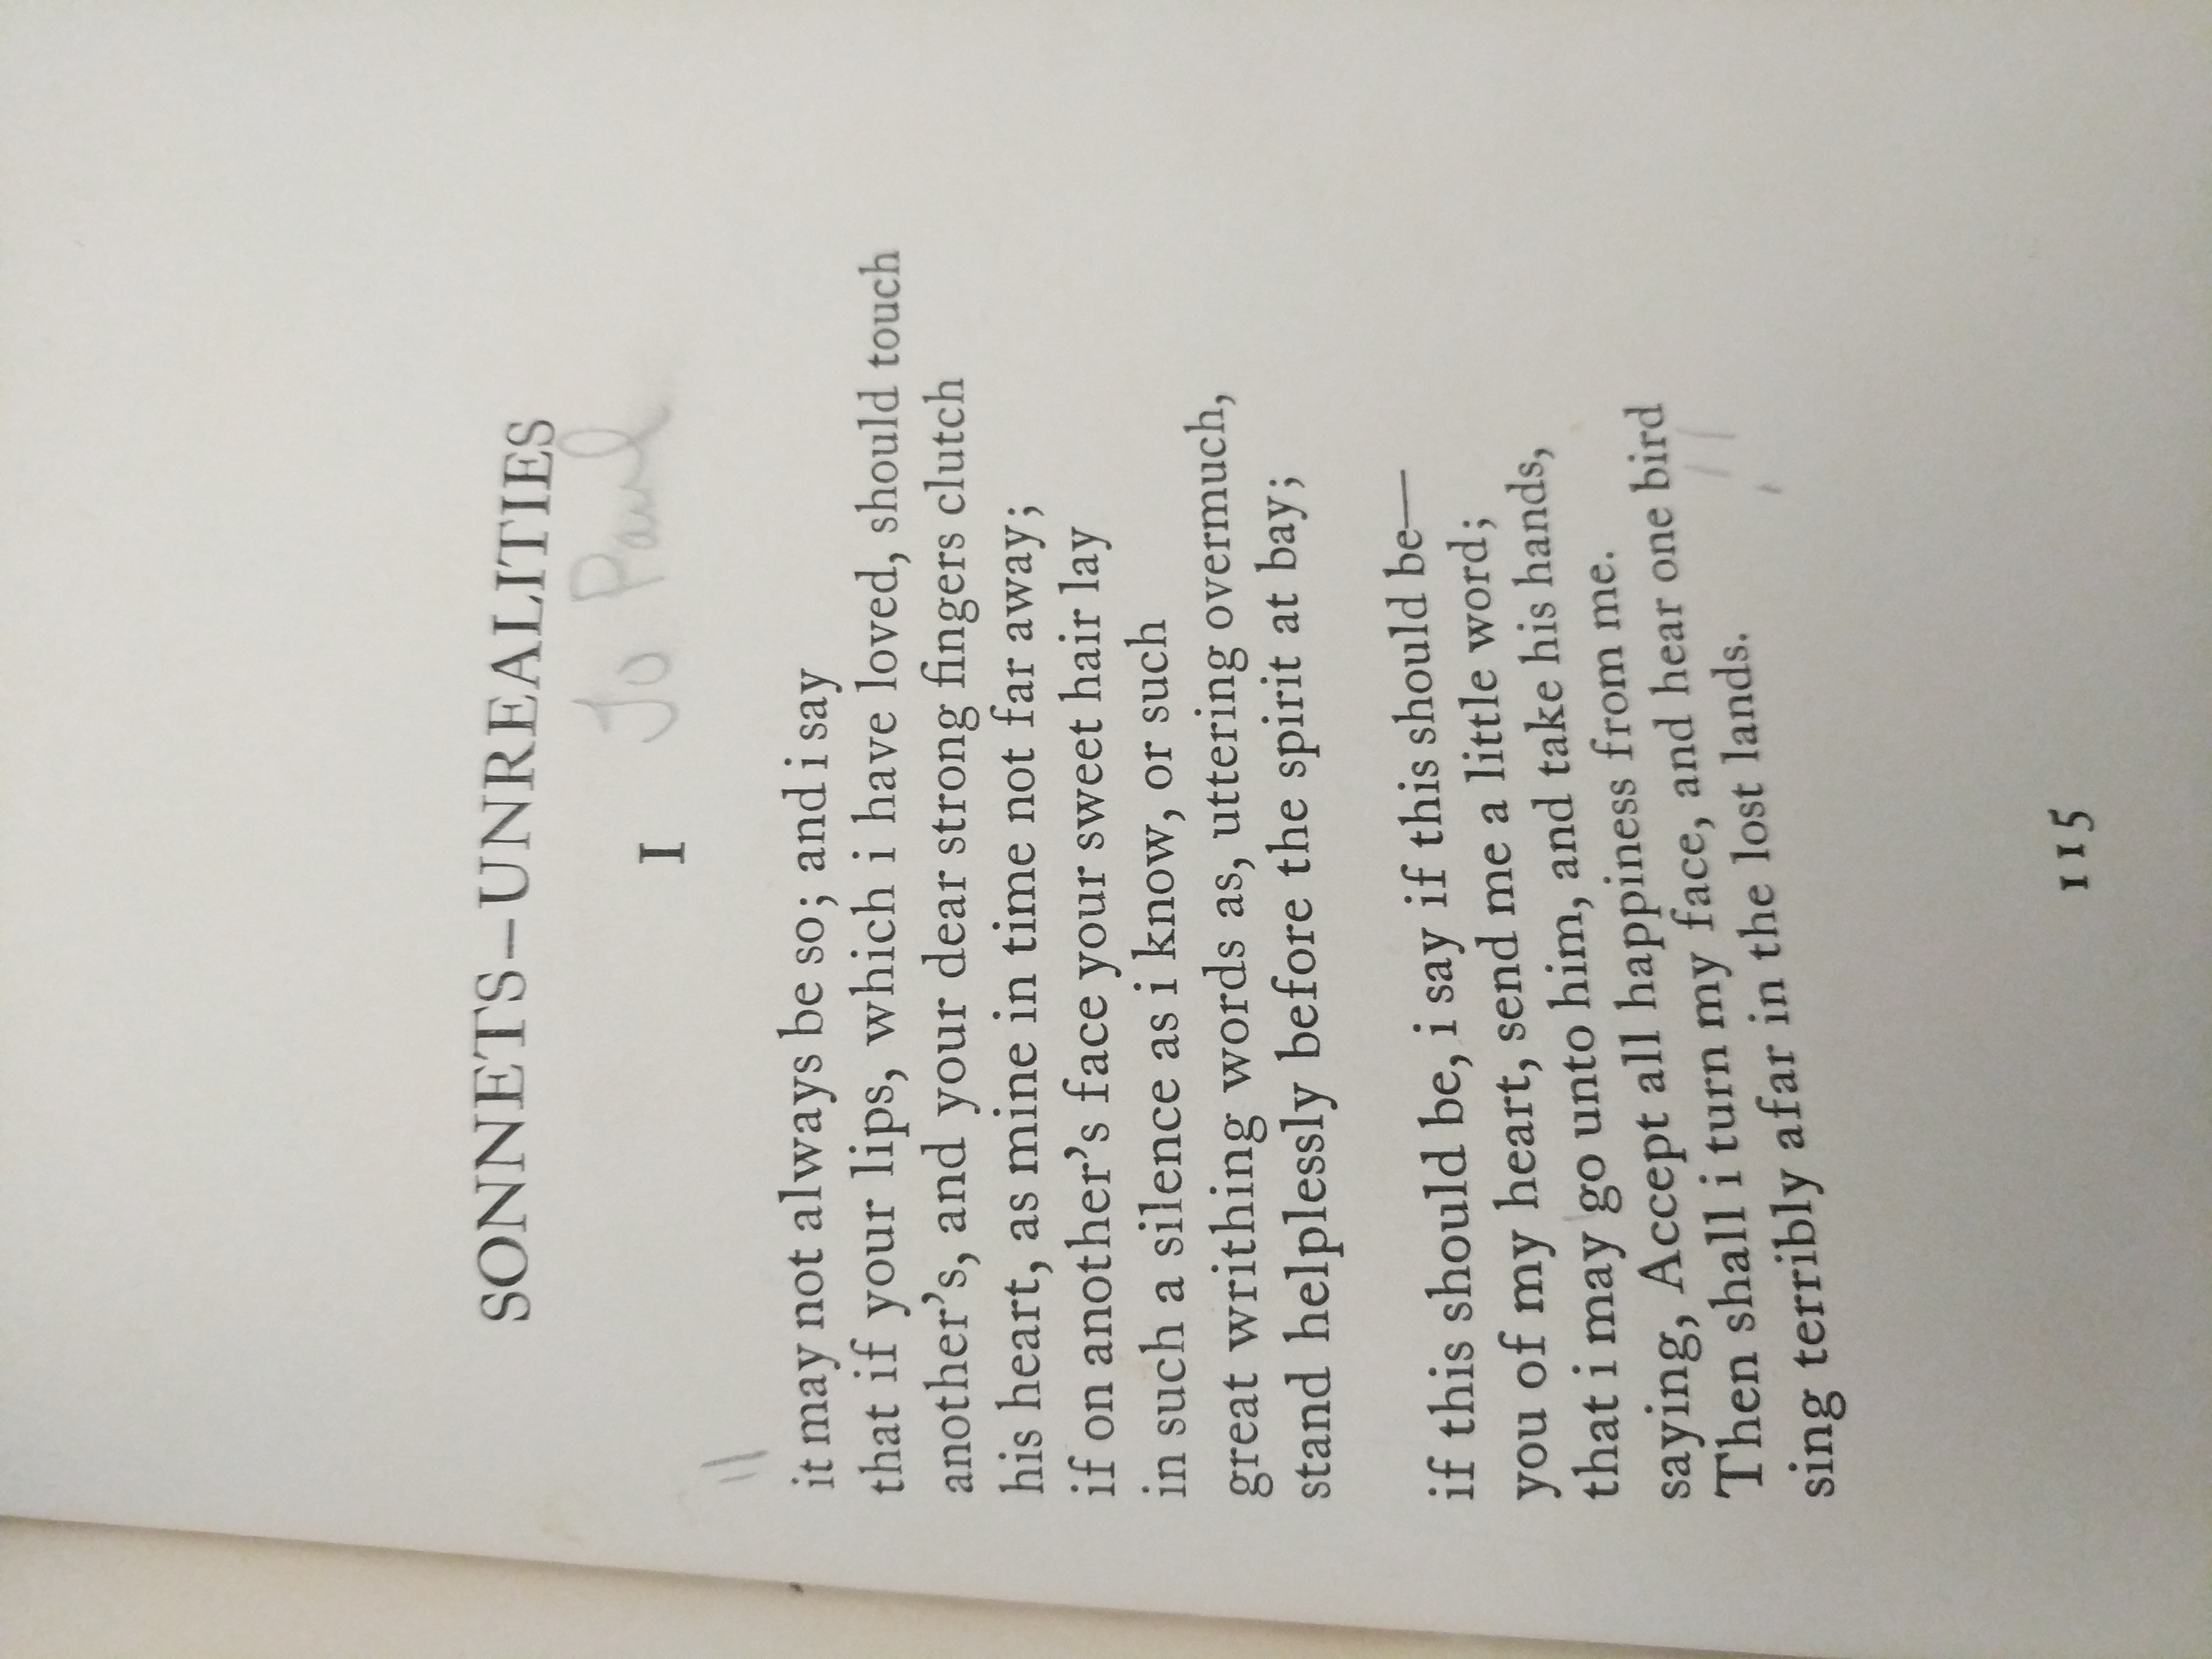 SONNETS–UNREALITIES
To Paul
I
"
it may not always be so; and i say
that if your lips, which i have loved, should touch
another's, and your dear strong fingers clutch
his heart, as mine in time not far away;
if on another's face your sweet hair lay
in such a silence as i know, or such
great writhing words as, uttering overmuch,
stand helplessly before the spirit at bay;
if this should be, i say if this should be—
you of my heart, send me a little word;
that i may go unto him, and take his hands,
saying, Accept all happiness from me.
Then shall i turn my face, and hear one bird
sing terribly afar in the lost lands.
"
115